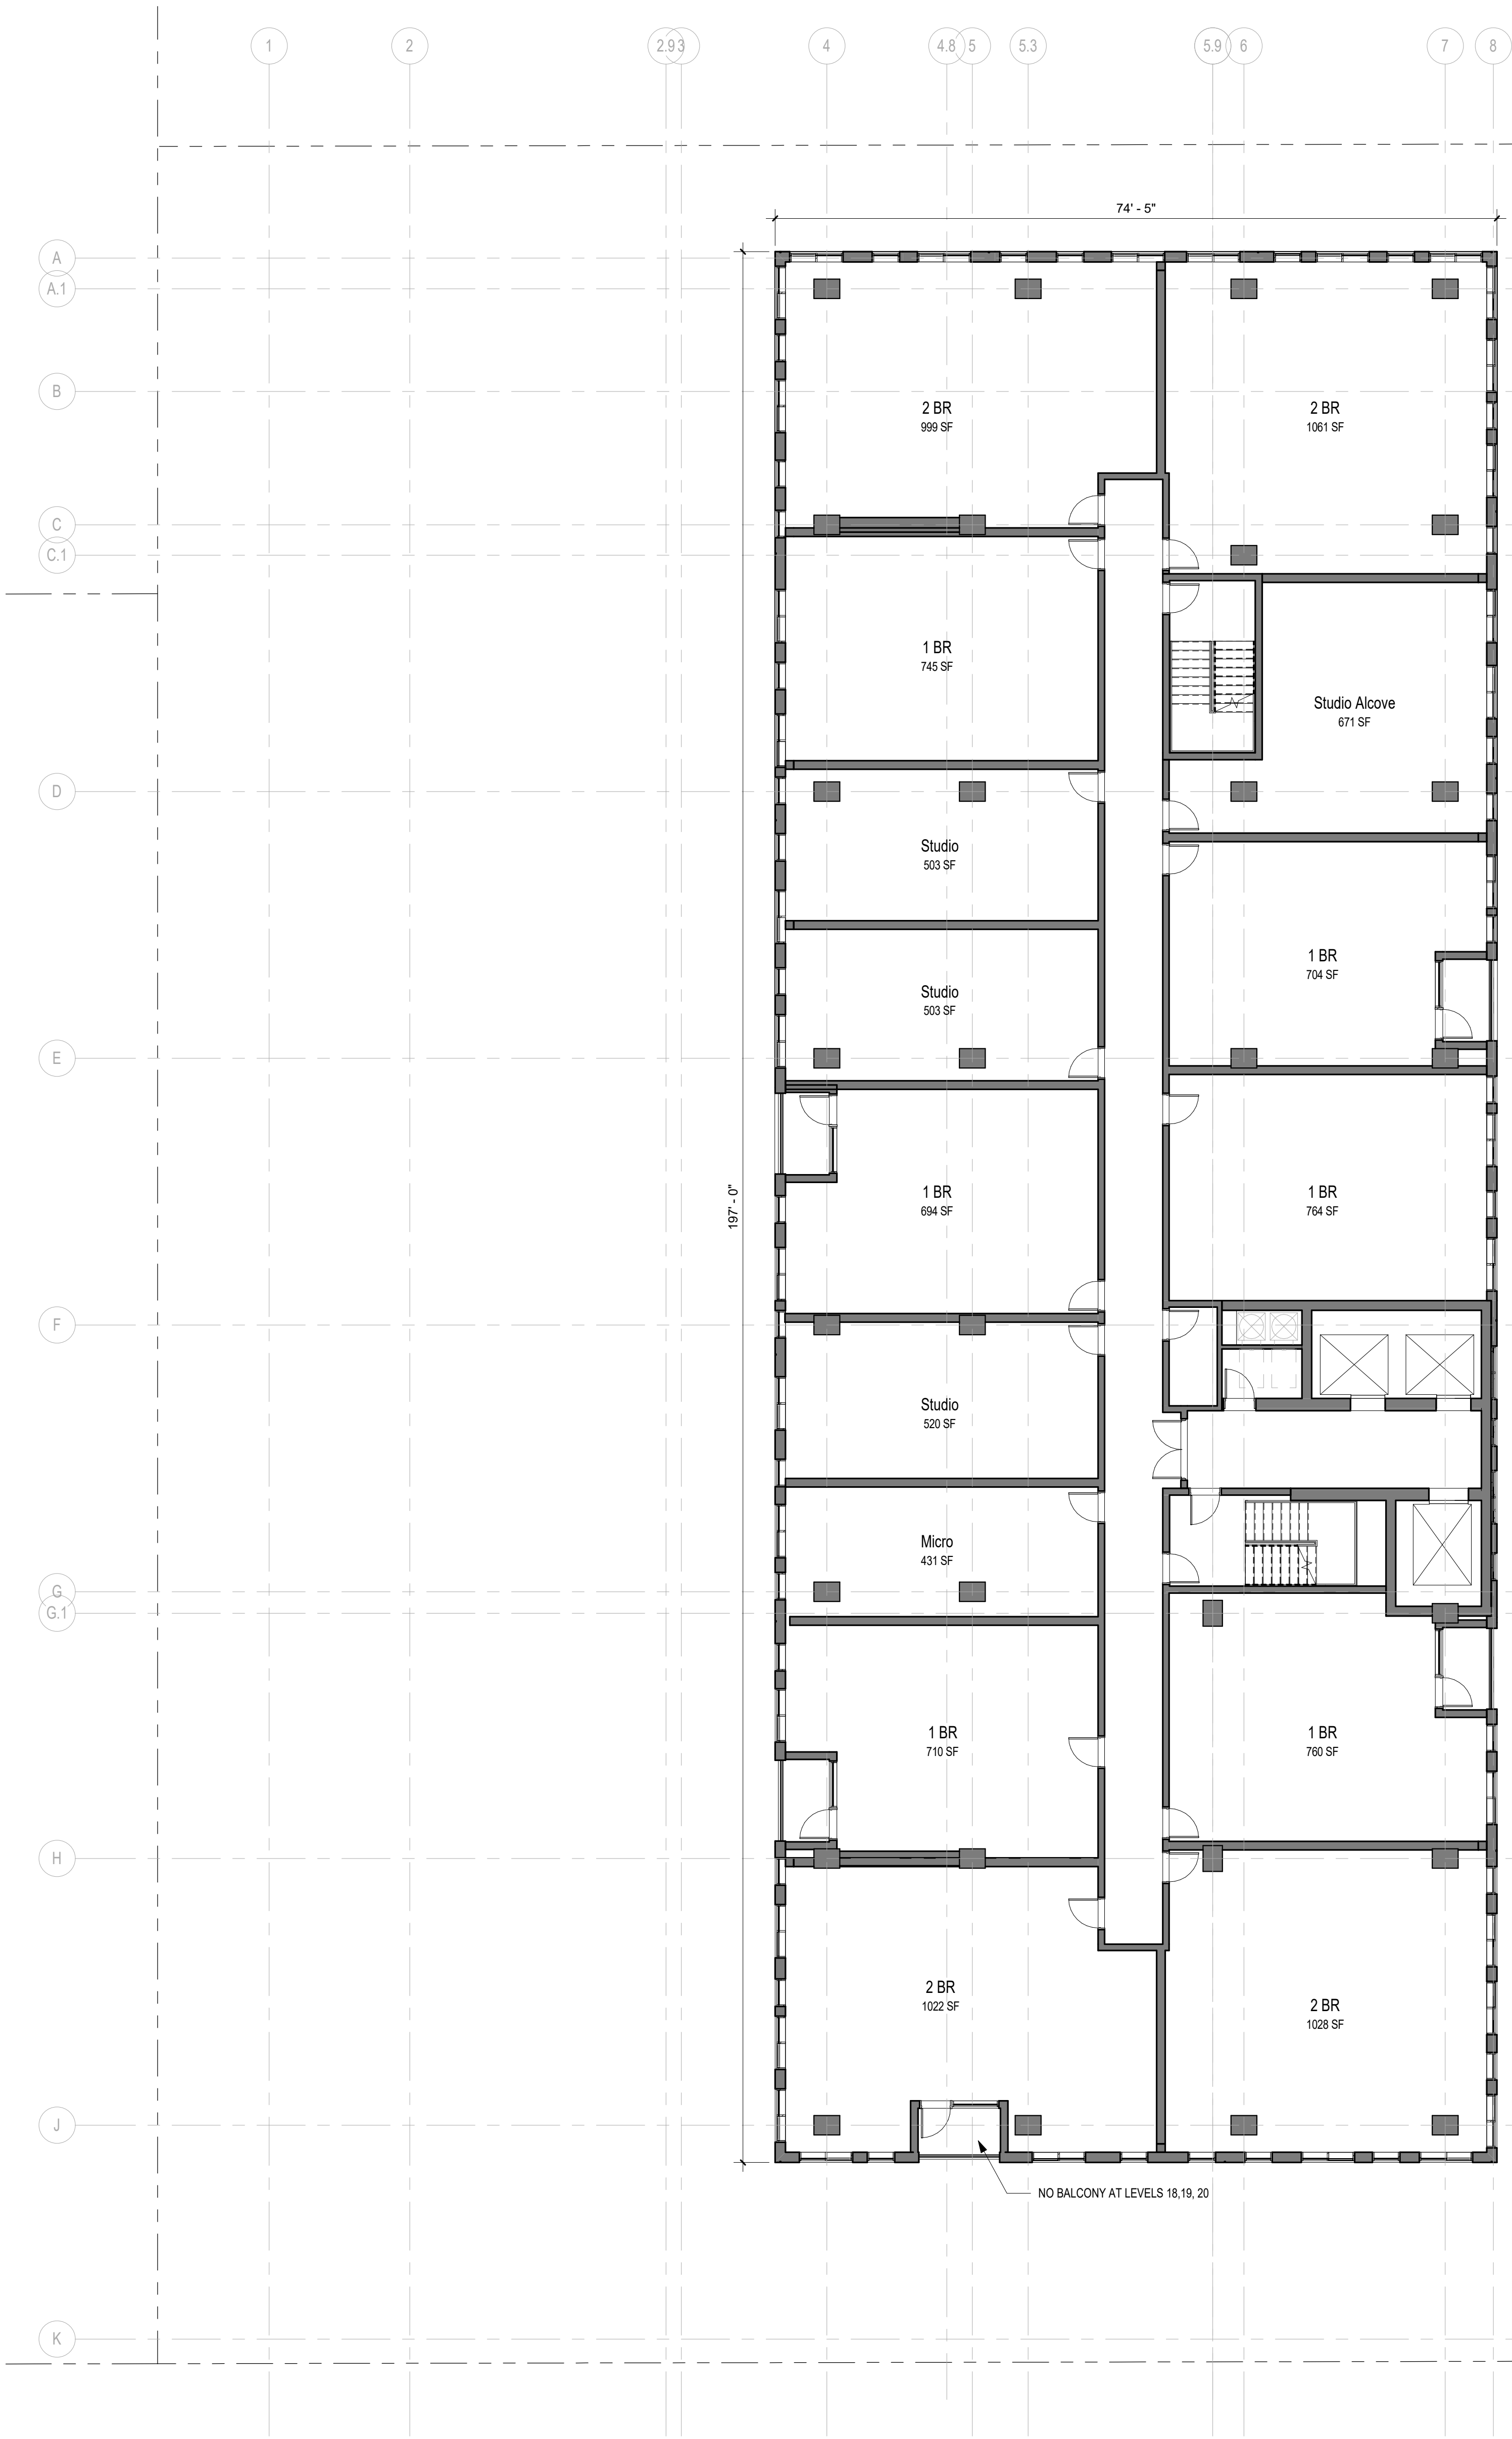 1
2
2.9
3
4
4.8
5
5.3
5.9
6
7
8
74' - 5"
A
A.1
B
2 BR
999 SF
2 BR
1061 SF
C
C.1
1 BR
745 SF
Studio Alcove
671 SF
D
Studio
503 SF
1 BR
704 SF
Studio
503 SF
E
197' - 0"
1 BR
694 SF
1 BR
764 SF
F
Studio
520 SF
Micro
431 SF
G
G.1
1 BR
710 SF
1 BR
760 SF
H
2 BR
1022 SF
2 BR
1028 SF
J
NO BALCONY AT LEVELS 18,19, 20
K